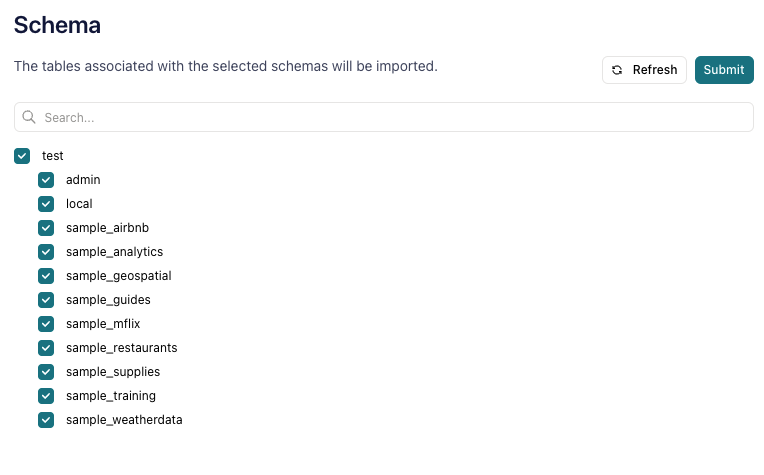 Schema
The tables associated with the selected schemas will be imported.
Refresh
Submit
Search...
test
admin
local
sample_airbnb
sample_analytics
sample_geospatial
sample_guides
sample_mflix
sample_restaurants
sample_supplies
sample_training
sample_weatherdata